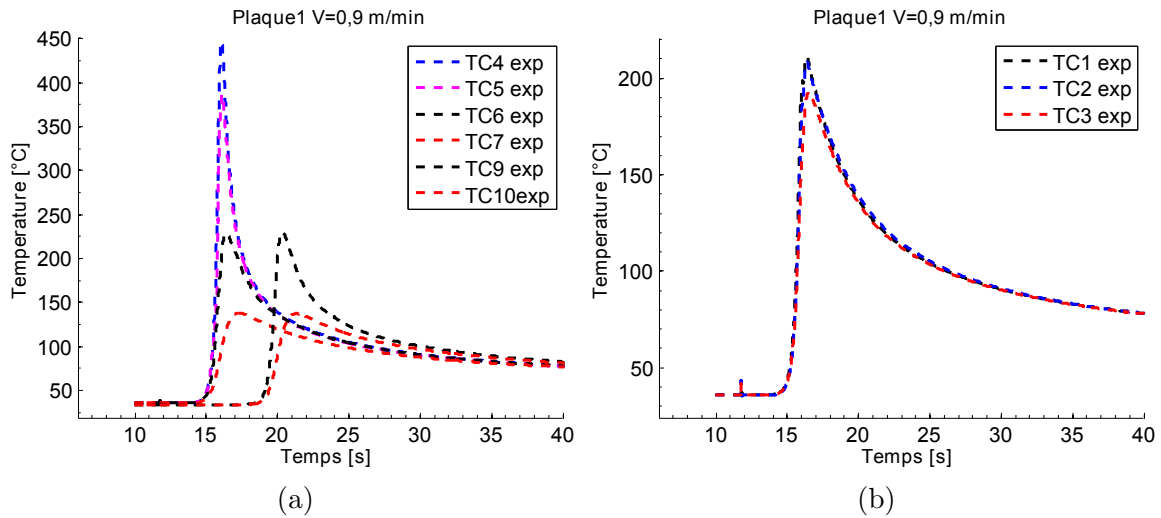 Plaque1 V=0,9 m/min
450
400
350
300
250
200
150
100
50
Temperature [°C]
10 15 20 25 30 35 40
Temps [s]
TC4 exp
TC5 exp
TC6 exp
TC7 exp
TC9 exp
TC10exp
(a)
Plaque1 V=0,9 m/min
200
150
100
50
Temperature [°C]
10 15 20 25 30 35 40
Temps [s]
TC1 exp
TC2 exp
TC3 exp
(b)